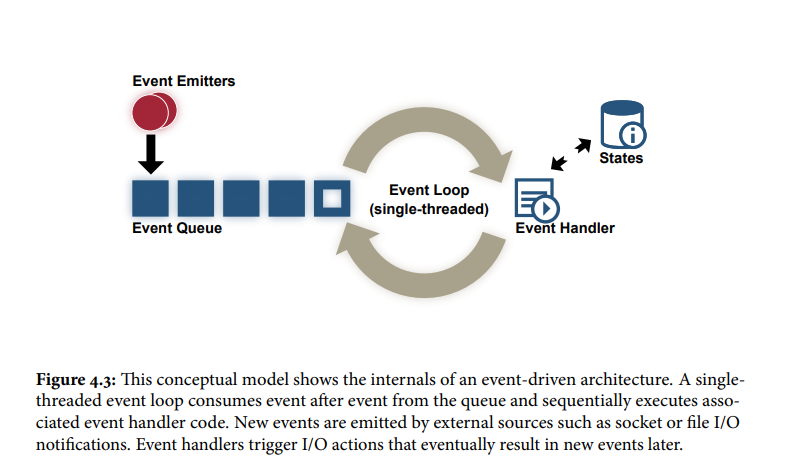 Event Emitters
States
Event Loop
(single-threaded)
Event Queue
Event Handler
Figure 4.3: This conceptual model shows the internals of an event-driven architecture. A single-
threaded event loop consumes event after event from the queue and sequentially executes asso-
ciated event handler code. New events are emitted by external sources such as socket or file I/O
notifications. Event handlers trigger I/O actions that eventually result in new events later.